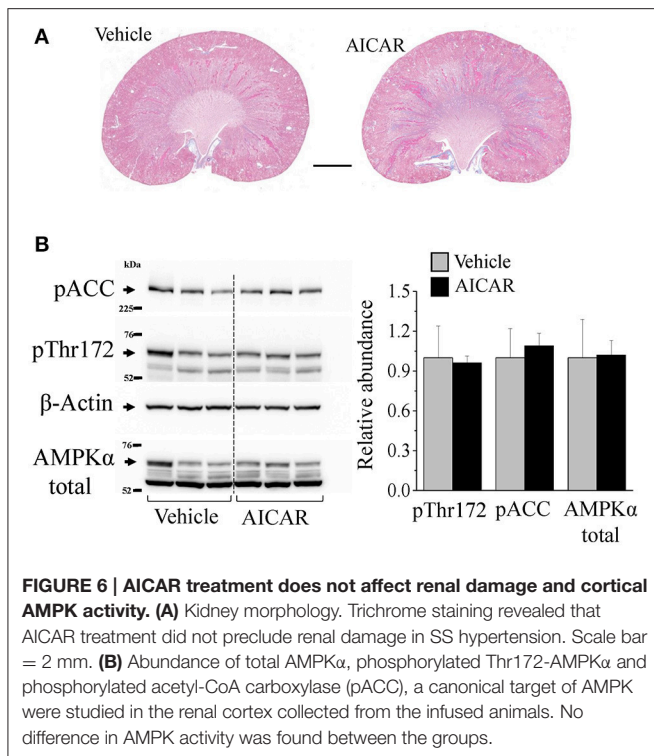 A
Vehicle
AICAR
B
kDa
pACC
225
76
pThr172
52
β-Actin
76
AMPKα
total
52
Vehicle
AICAR
Vehicle
AICAR
Relative abundance
1.5
1.2
0.9
0.6
0.3
0.0
pThr172
pACC
AMPKα
total
FIGURE 6 | AICAR treatment does not affect renal damage and cortical
AMPK activity. (A) Kidney morphology. Trichrome staining revealed that
AICAR treatment did not preclude renal damage in SS hypertension. Scale bar
= 2 mm. (B) Abundance of total AMPKα, phosphorylated Thr172-AMPKα and
phosphorylated acetyl-CoA carboxylase (pACC), a canonical target of AMPK
were studied in the renal cortex collected from the infused animals. No
difference in AMPK activity was found between the groups.